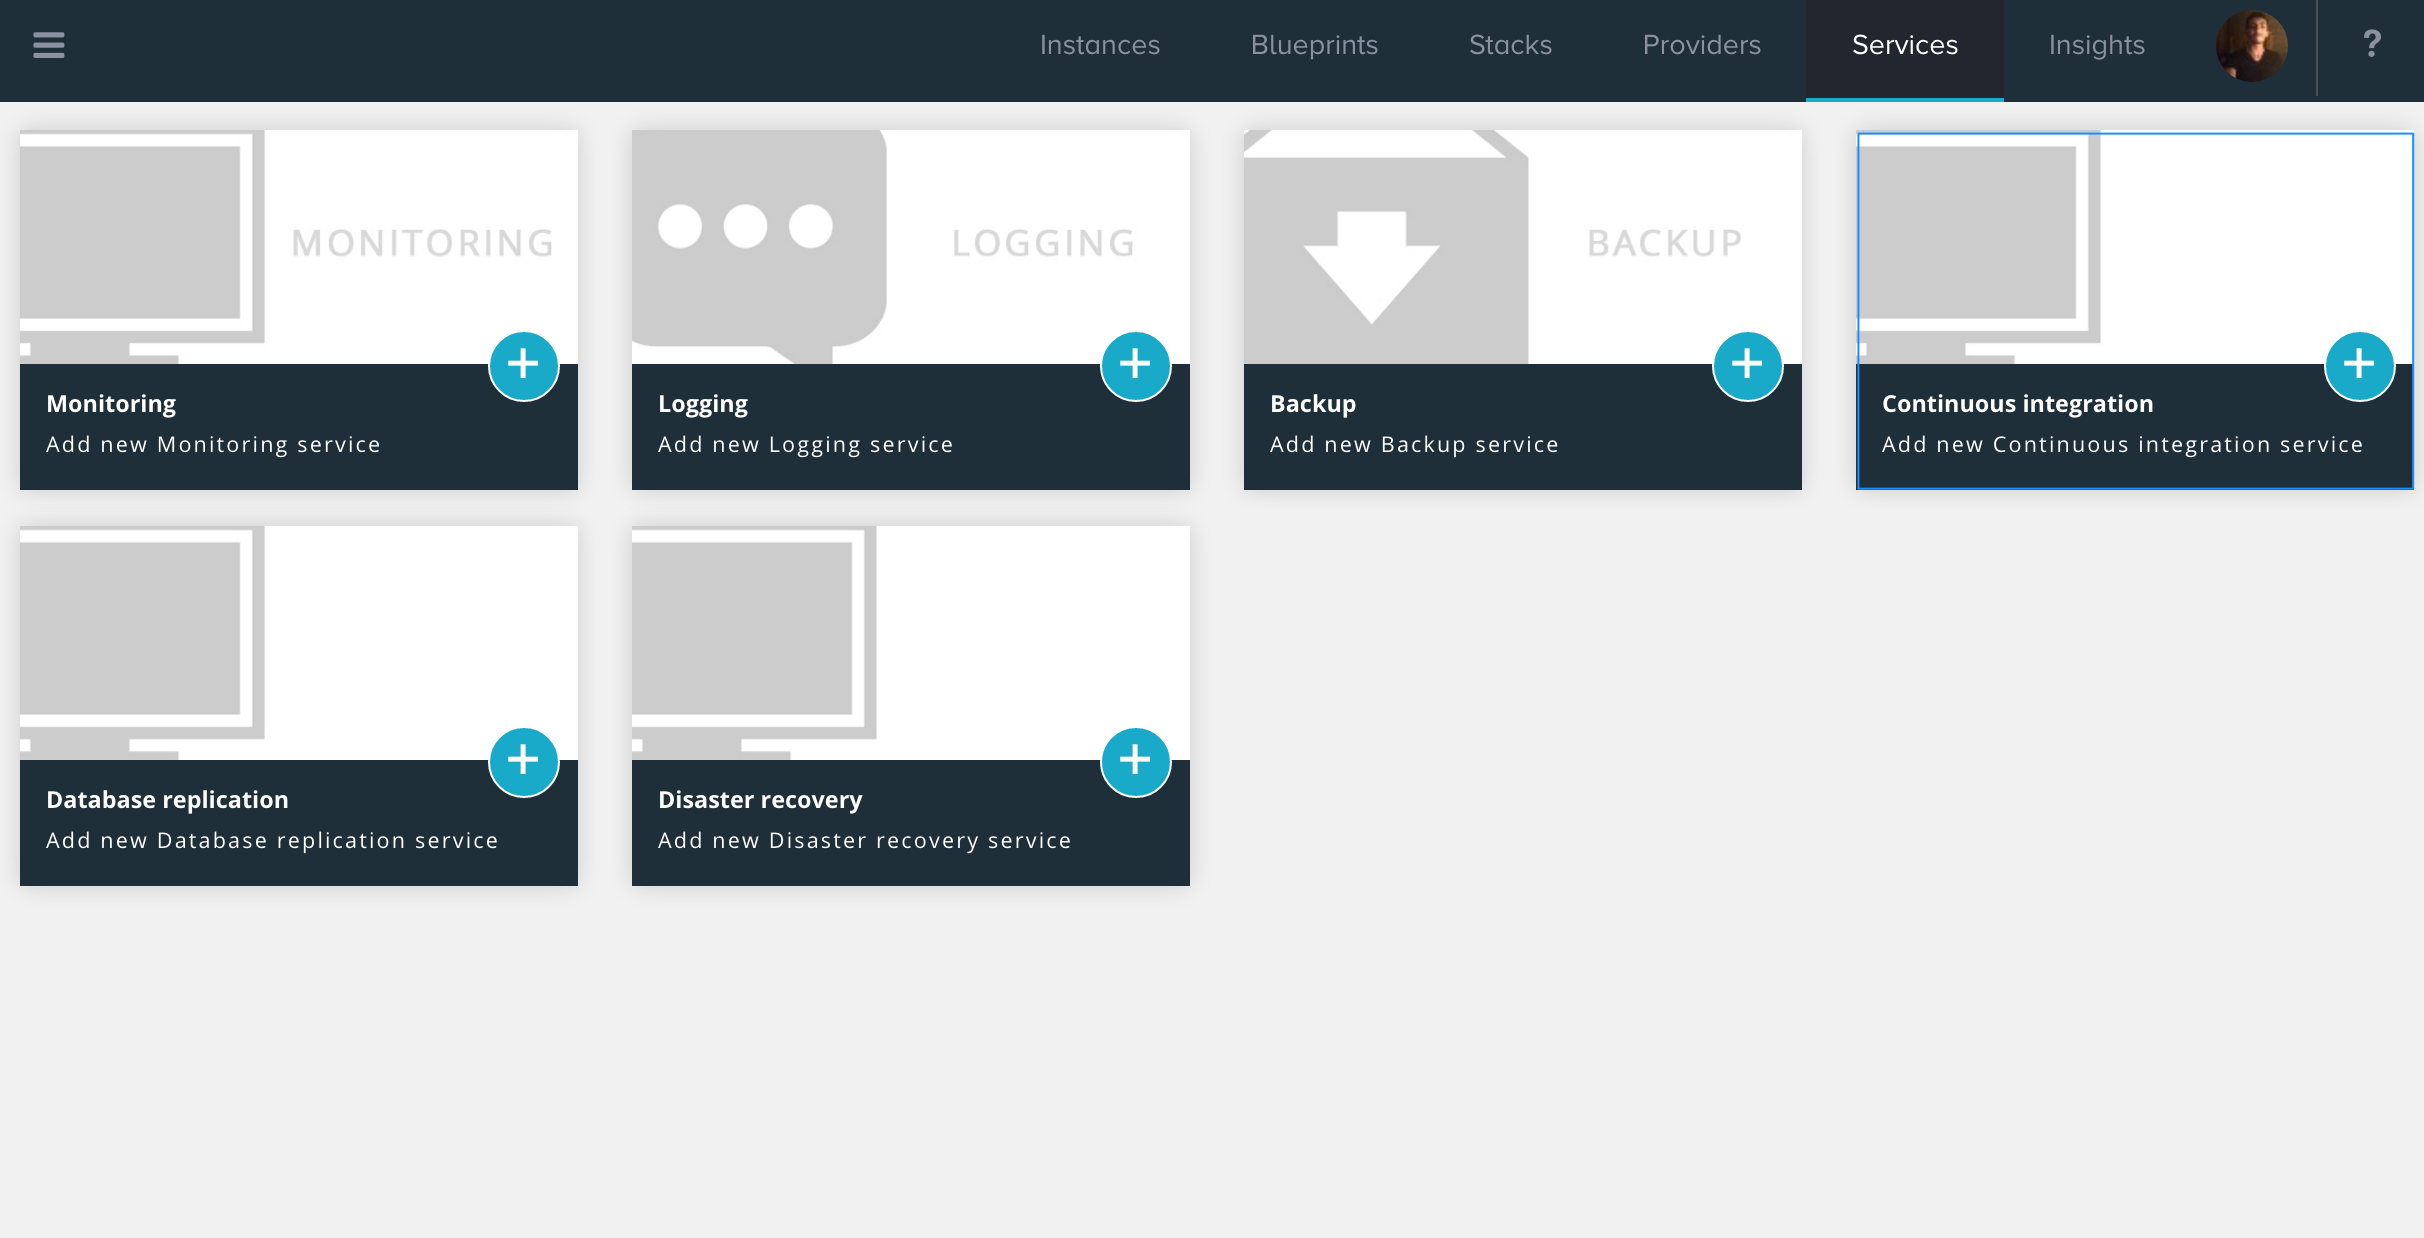 Instances Blueprints Stacks Providers Services Insights ?
MONITORING
Monitoring
Add new Monitoring service
LOGGING
Logging
Add new Logging service
BACKUP
Backup
Add new Backup service
Continuous integration
Add new Continuous integration service
Database replication
Add new Database replication service
Disaster recovery
Add new Disaster recovery service